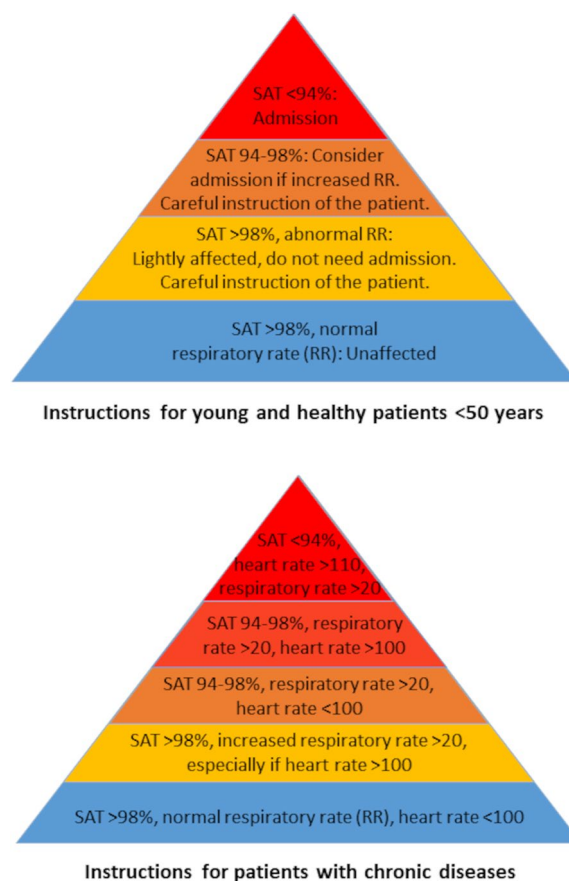 SAT <94%:
Admission
SAT 94-98%: Consider
admission if increased RR.
Careful instruction of the patient.
SAT >98%, abnormal RR:
Lightly affected, do not need admission.
Careful instruction of the patient.
SAT >98%, normal
respiratory rate (RR): Unaffected
Instructions for young and healthy patients <50 years
SAT <94%,
heart rate >110,
respiratory rate >20
SAT 94-98%, respiratory
rate >20, heart rate >100
SAT 94-98%, respiratory rate >20,
heart rate <100
SAT >98%, increased respiratory rate >20,
especially if heart rate >100
SAT >98%, normal respiratory rate (RR), heart rate <100
Instructions for patients with chronic diseases